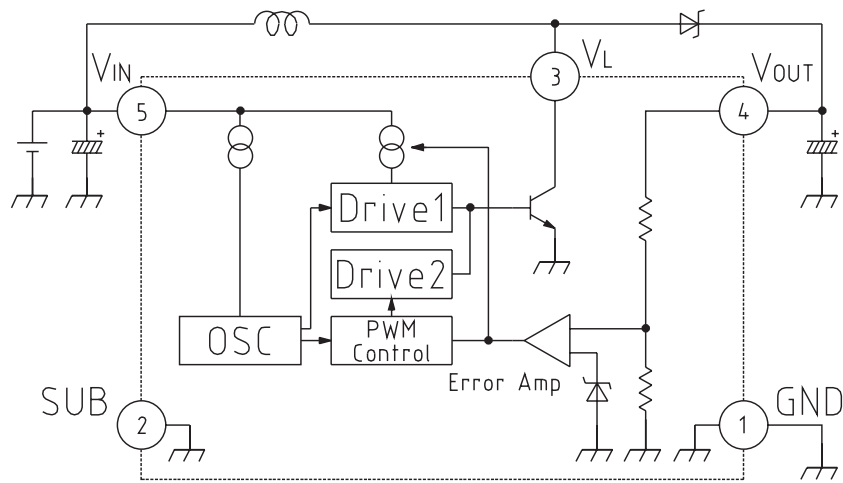 VIN
VL
VOUT
5
3
4
+
+
Drive1
Drive2
OSC
PWM
Control
Error Amp
SUB
2
GND
1